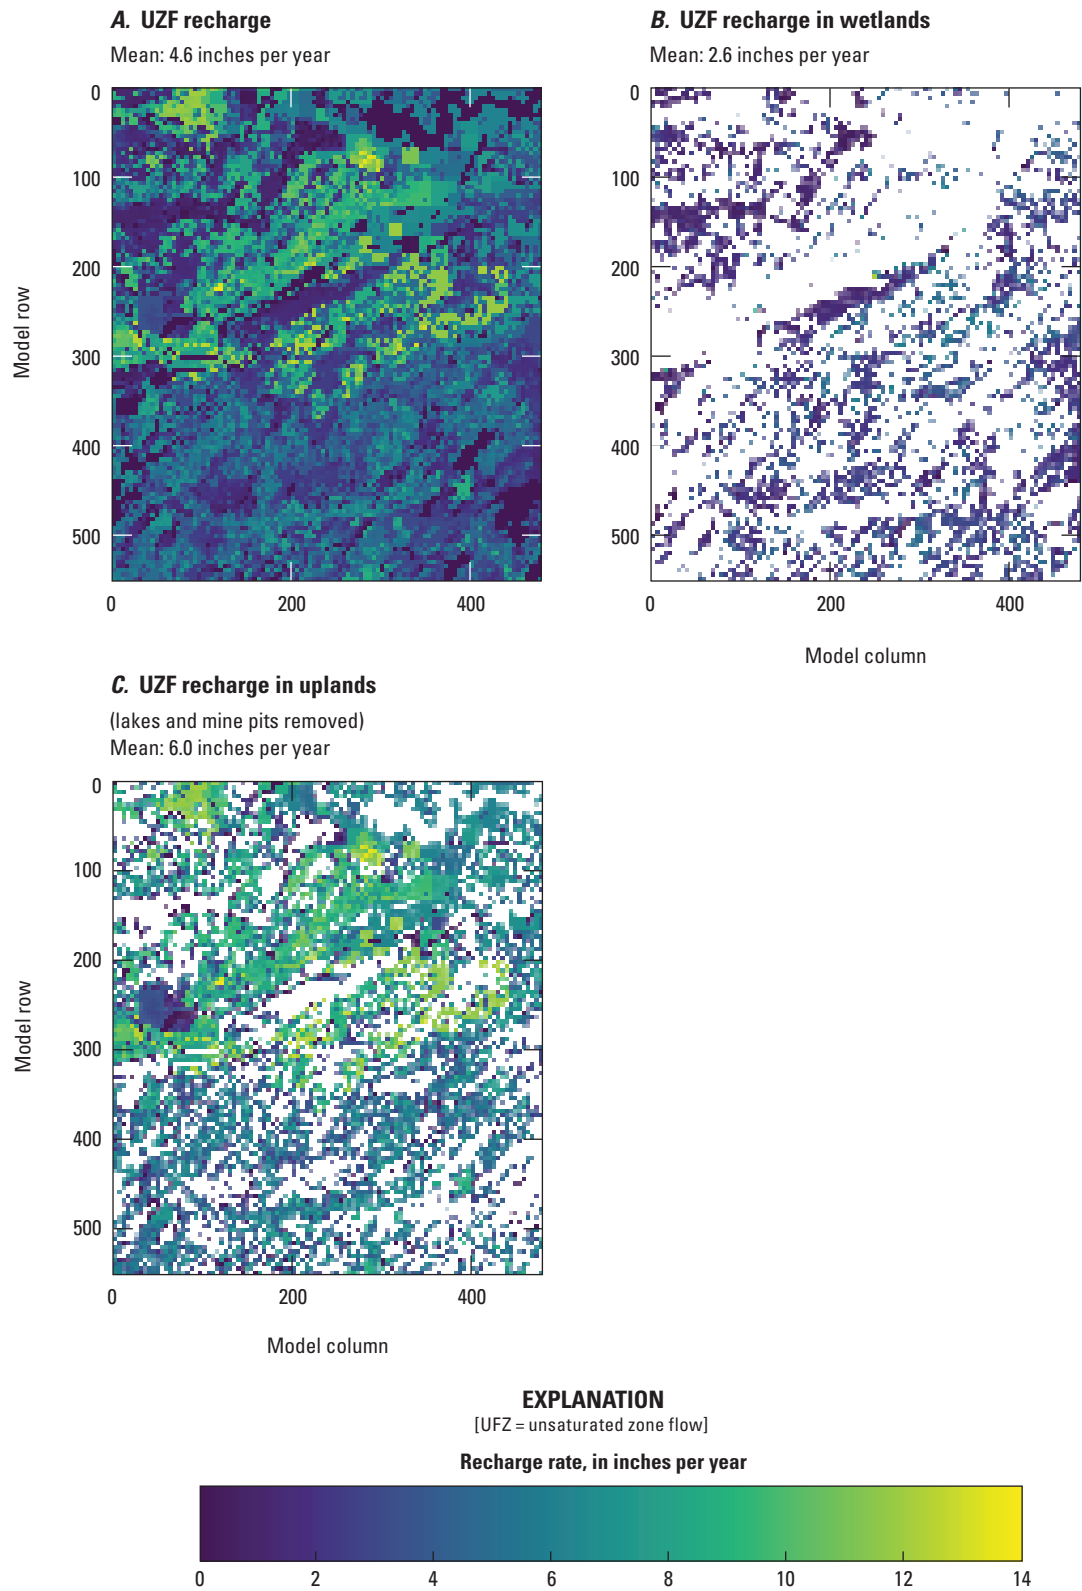 A. UZF recharge
Mean: 4.6 inches per year
B. UZF recharge in wetlands
Mean: 2.6 inches per year
0
100
200
300
400
500
Model row
0
200
400
0
100
200
300
400
500
0
200
400
Model column
C. UZF recharge in uplands
(lakes and mine pits removed)
Mean: 6.0 inches per year
0
100
200
300
400
500
Model row
0
200
400
Model column
EXPLANATION
[UFZ = unsaturated zone flow]
Recharge rate, in inches per year
0 2 4 6 8 10 12 14